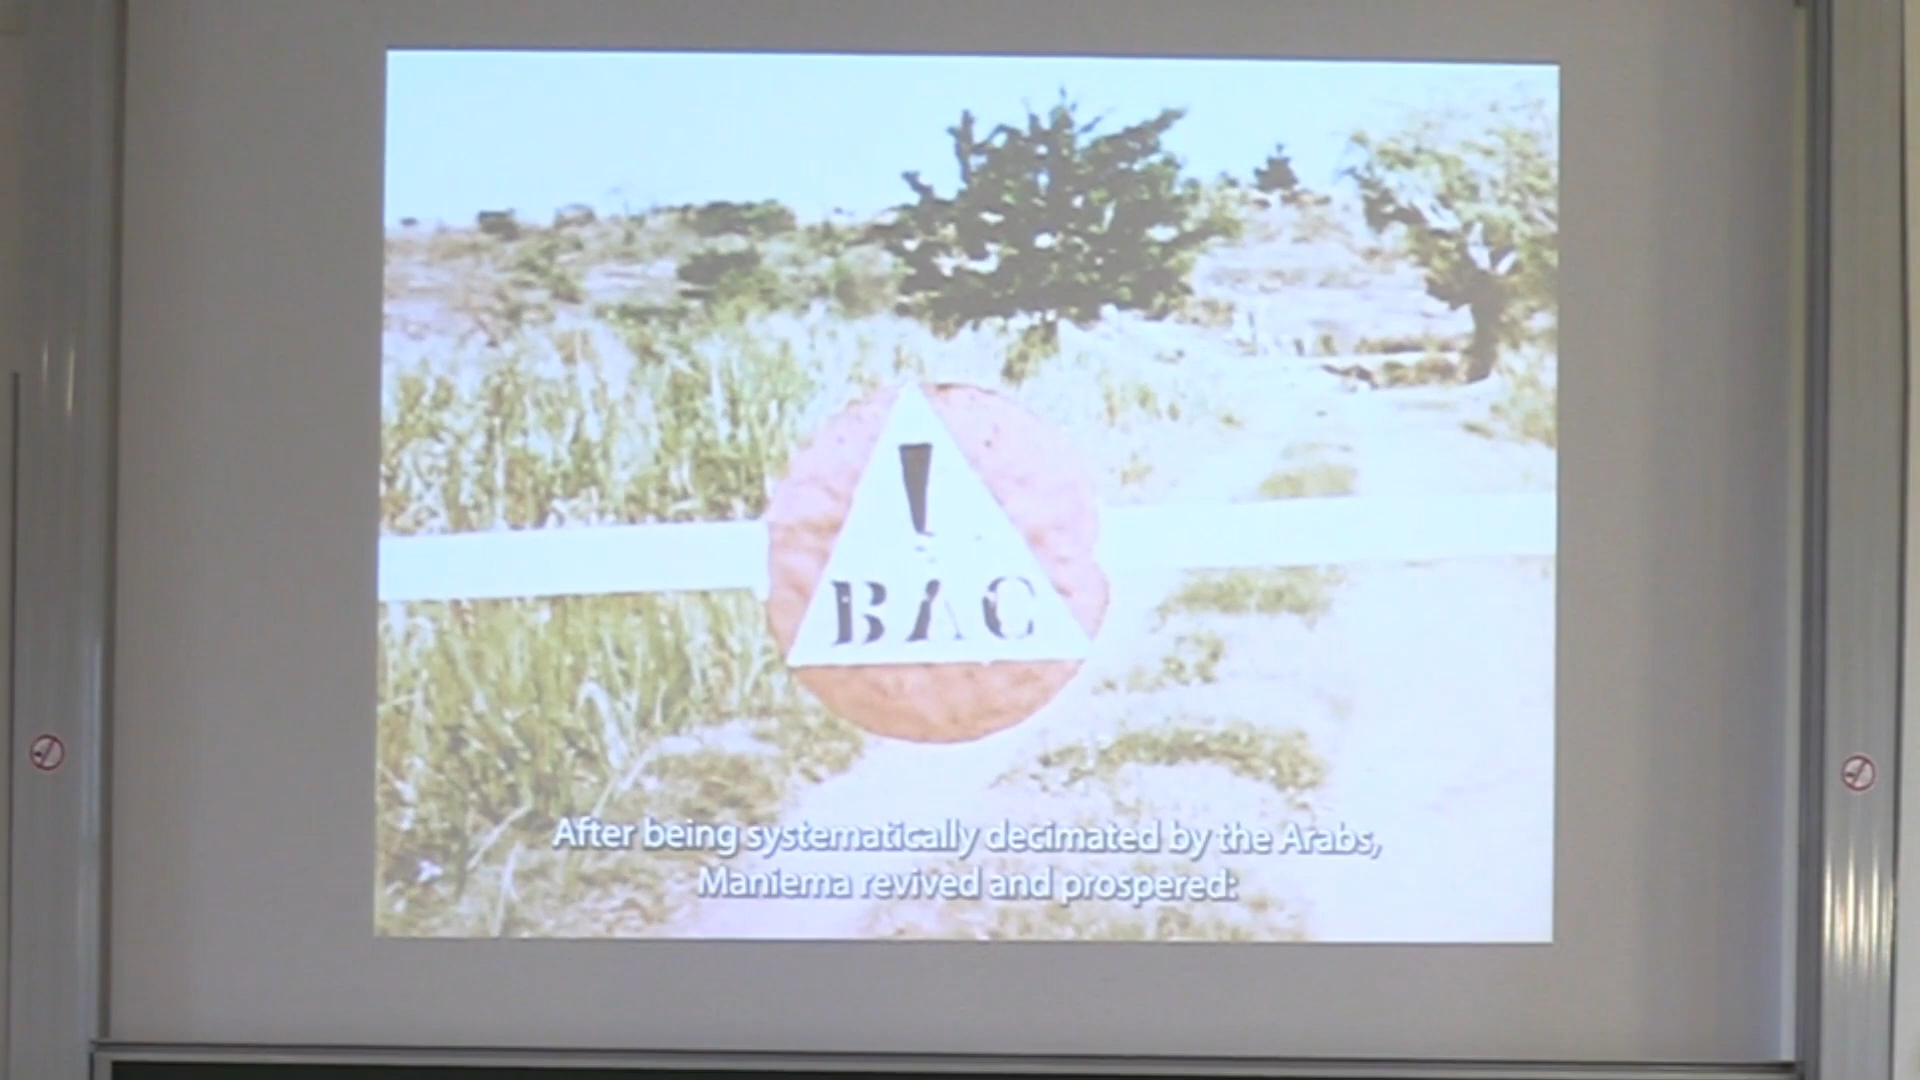 !
BAC
After being systematically decimated by the Arabs,
Maniema revived and prospered: